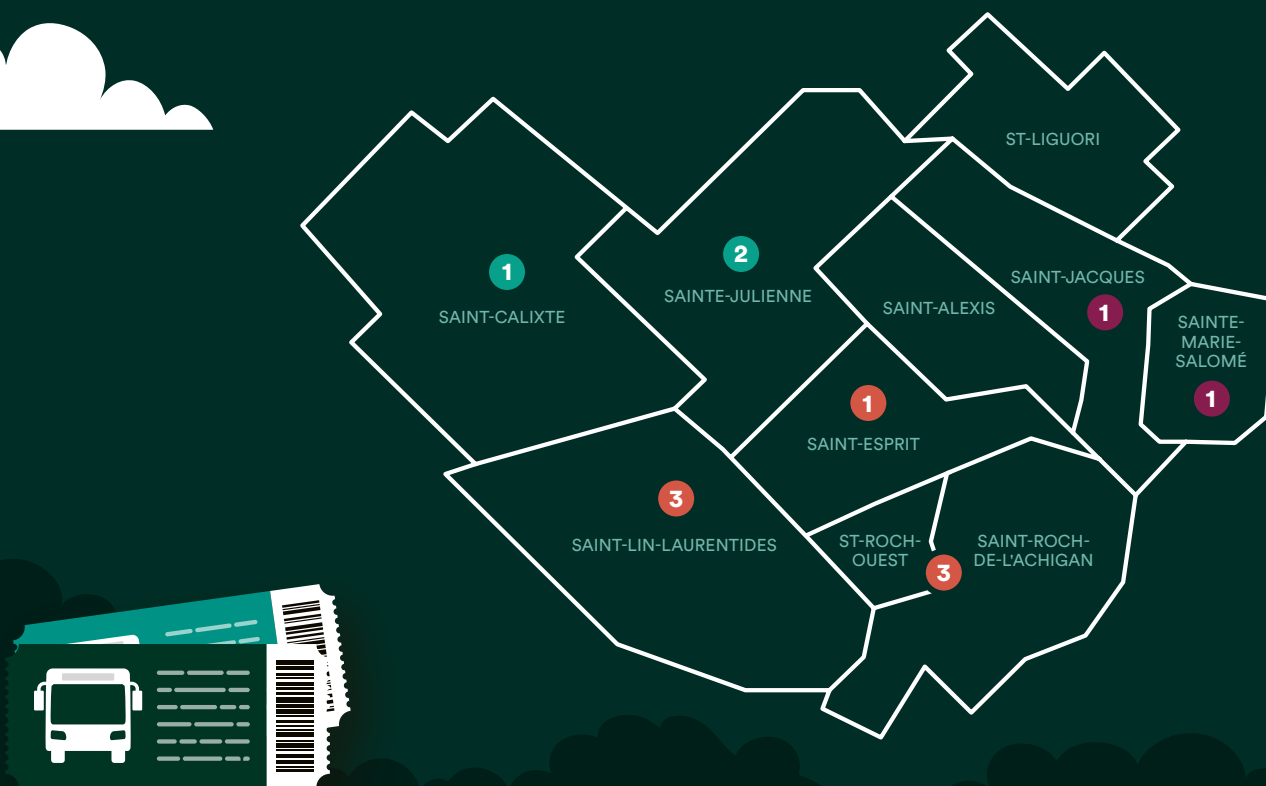 ST-LIGUORI
2
1
SAINTE-JULIENNE
SAINT-CALIXTE
SAINT-ALEXIS
SAINT-JACQUES
1
SAINTE-
MARIE-
SALOMÉ
1
1
SAINT-ESPRIT
3
SAINT-LIN-LAURENTIDES
ST-ROCH-
OUEST
3
SAINT-ROCH-
DE-L'ACHIGAN